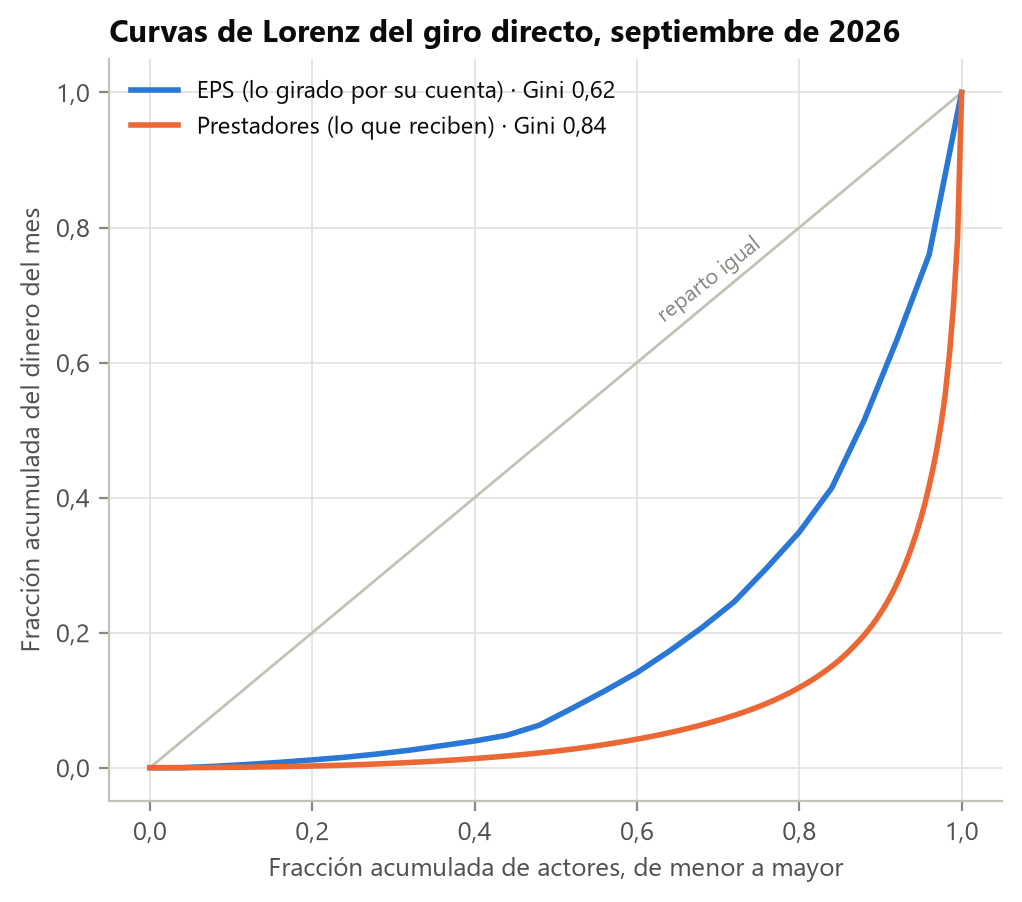 Curvas de Lorenz del giro directo, septiembre de 2026
EPS (lo girado por su cuenta) · Gini 0,62
Prestadores (lo que reciben) · Gini 0,84
reparto igual
Fracción acumulada del dinero del mes
1,0
0,8
0,6
0,4
0,2
0,0
0,0 0,2 0,4 0,6 0,8 1,0
Fracción acumulada de actores, de menor a mayor